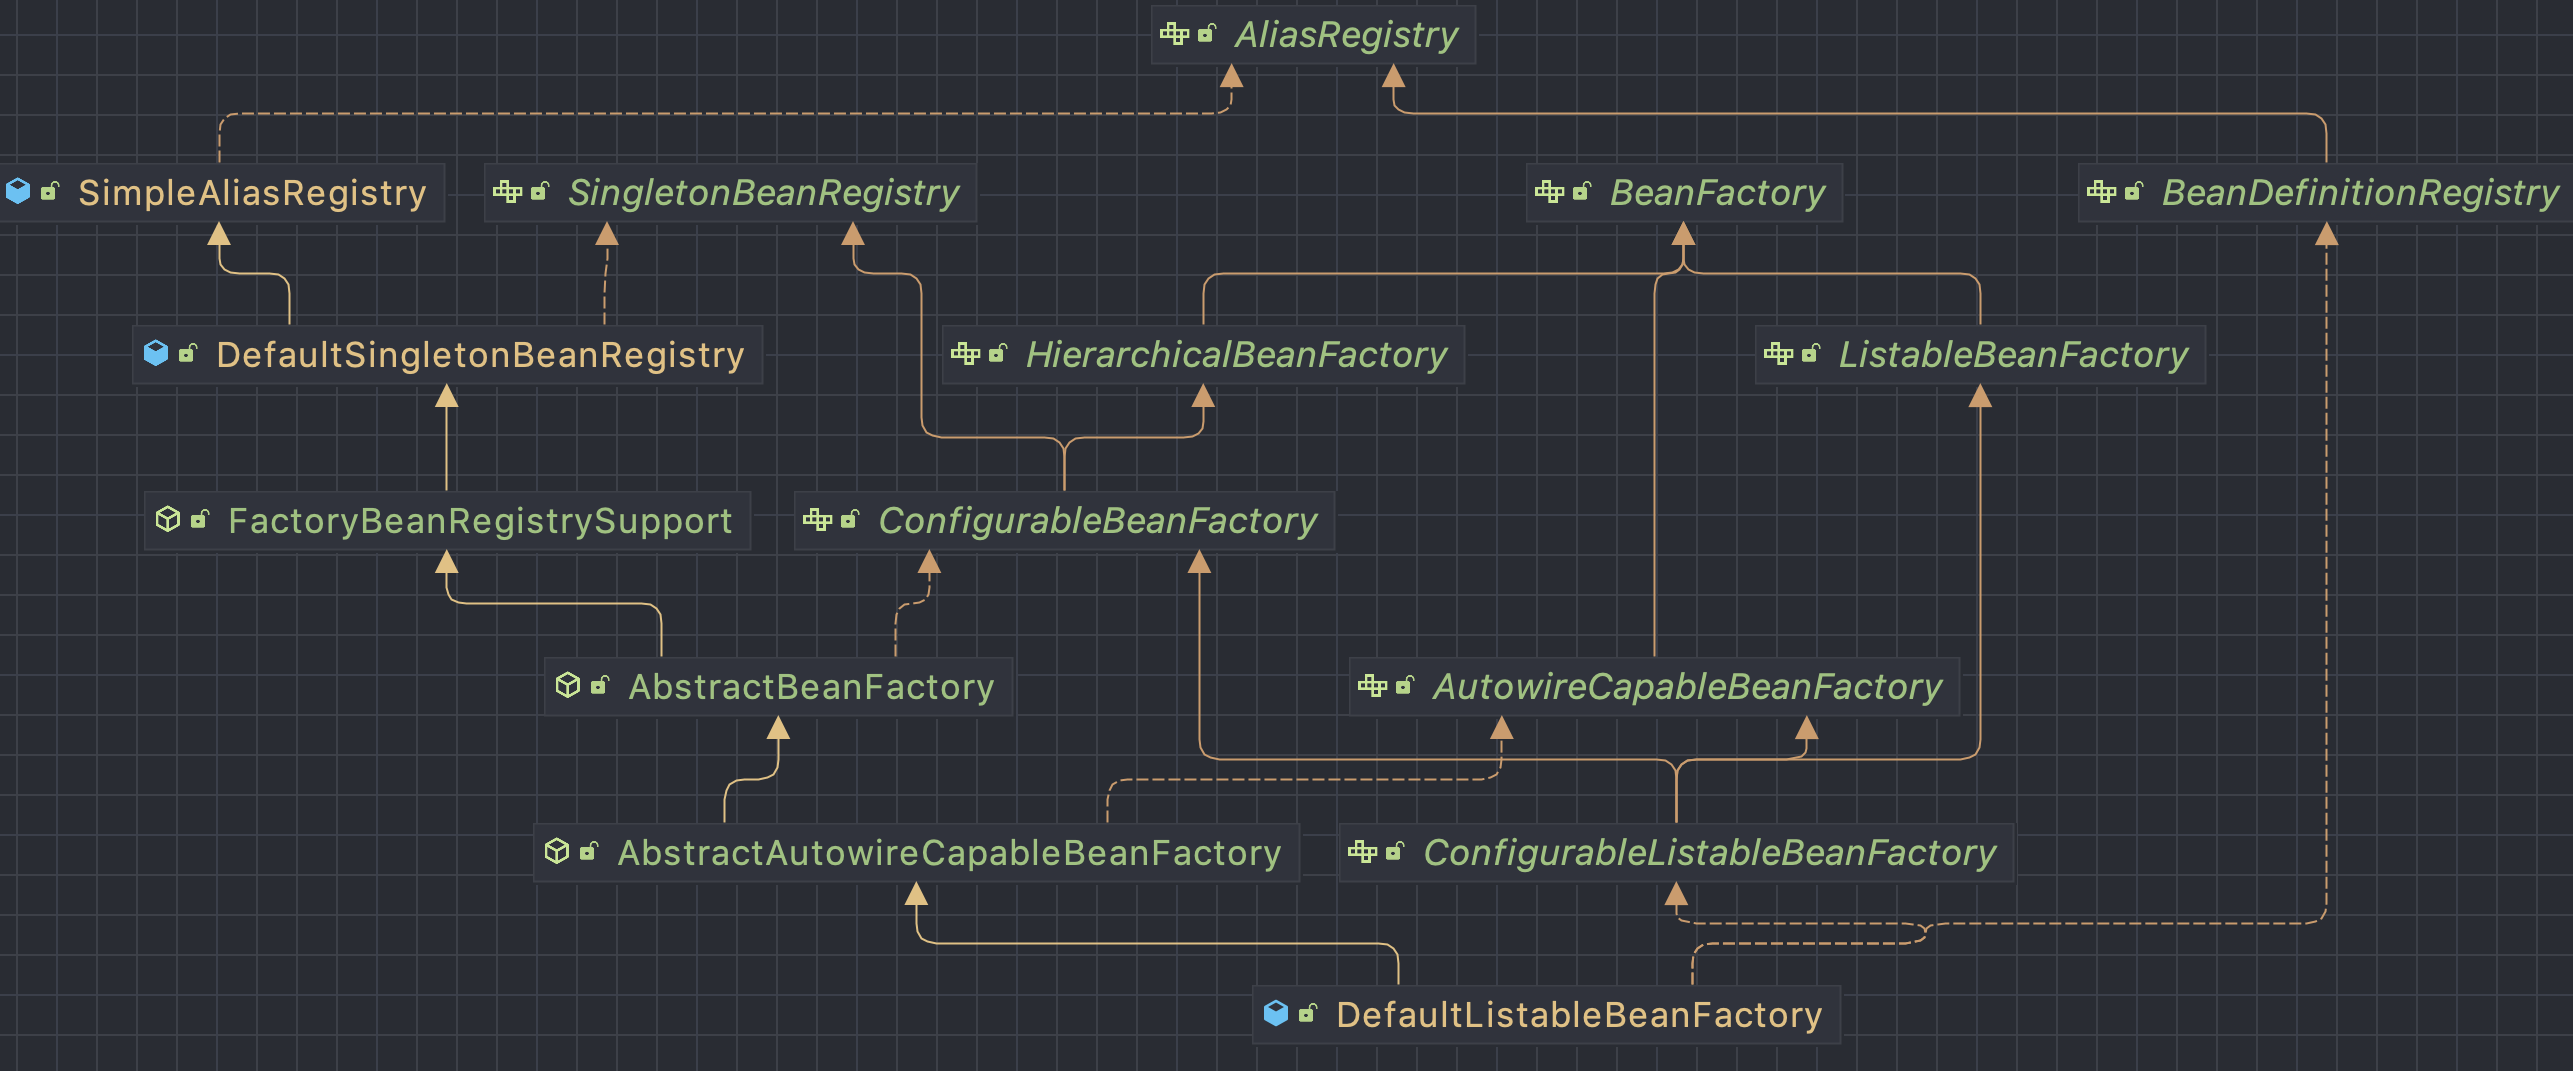 AliasRegistry
SimpleAliasRegistry
SingletonBeanRegistry
BeanFactory
BeanDefinitionRegistry
DefaultSingletonBeanRegistry
HierarchicalBeanFactory
ListableBeanFactory
FactoryBeanRegistrySupport
ConfigurableBeanFactory
AbstractBeanFactory
AutowireCapableBeanFactory
AbstractAutowireCapableBeanFactory
ConfigurableListableBeanFactory
DefaultListableBeanFactory